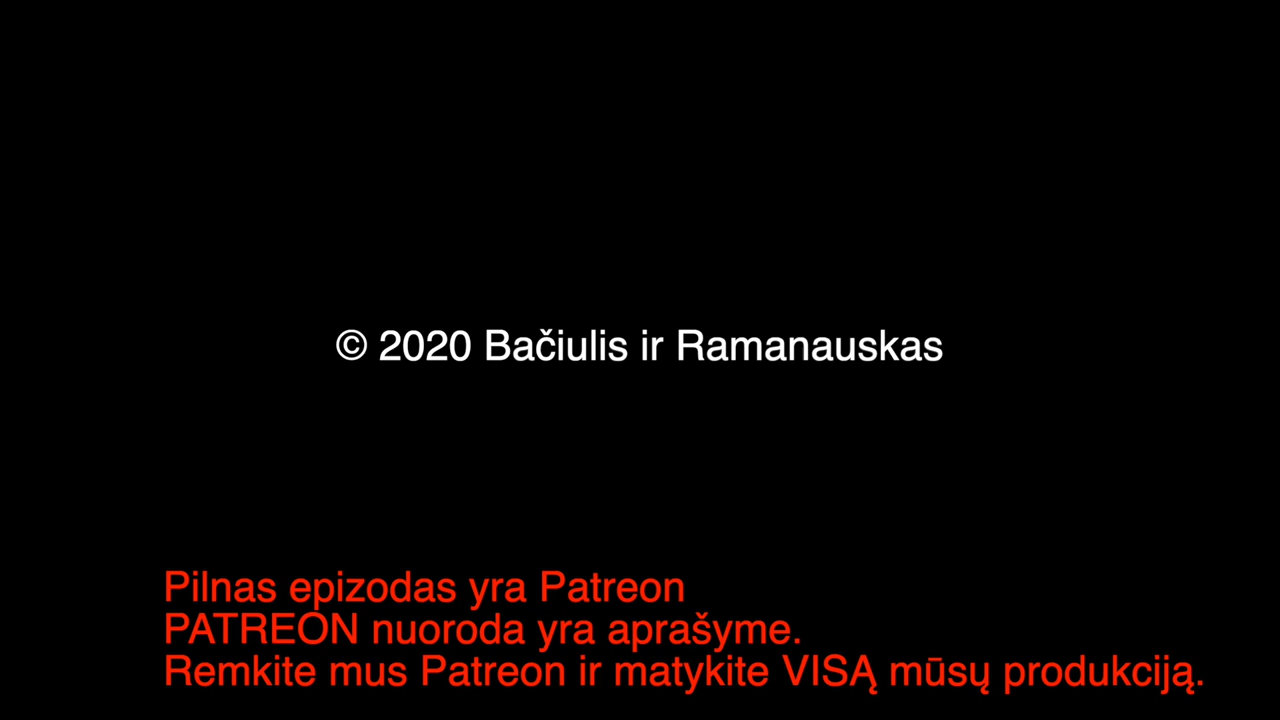 © 2020 Bačiulis ir Ramanauskas
Pilnas epizodas yra Patreon
PATREON nuoroda yra aprašyme.
Remkite mus Patreon ir matykite VISĄ mūsų produkciją.